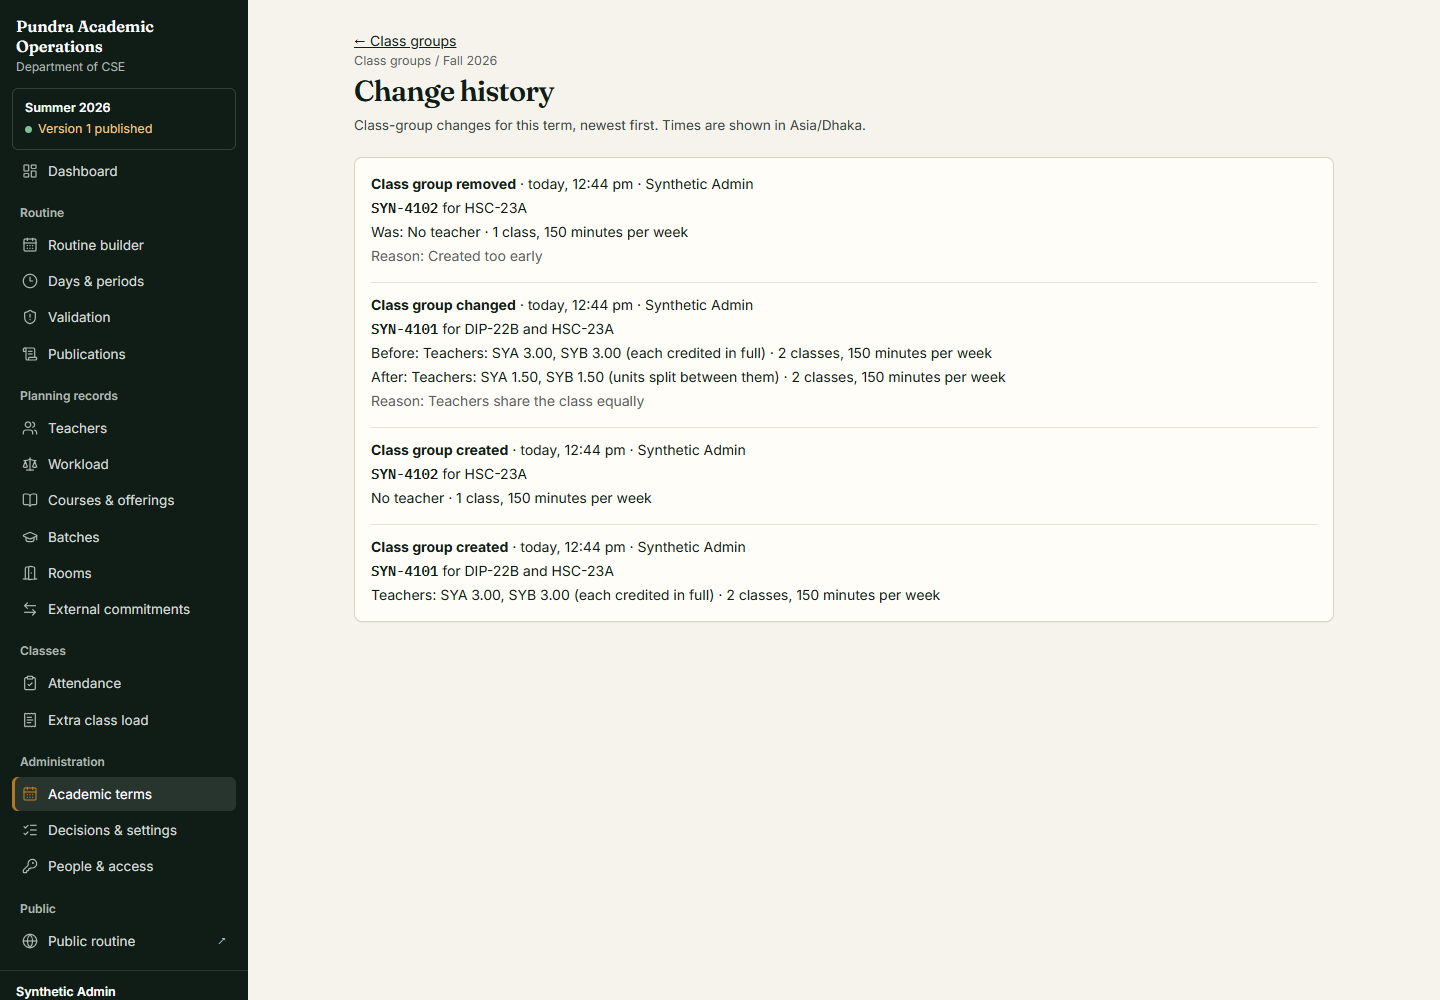 Pundra Academic
Operations
Department of CSE
Summer 2026
Version 1 published
Dashboard
Routine
Routine builder
Days & periods
Validation
Publications
Planning records
Teachers
Workload
Courses & offerings
Batches
Rooms
External commitments
Classes
Attendance
Extra class load
Administration
Academic terms
Decisions & settings
People & access
Public
Public routine ↗
Synthetic Admin
← Class groups
Class groups / Fall 2026
Change history
Class-group changes for this term, newest first. Times are shown in Asia/Dhaka.
Class group removed · today, 12:44 pm · Synthetic Admin
SYN-4102 for HSC-23A
Was: No teacher · 1 class, 150 minutes per week
Reason: Created too early
Class group changed · today, 12:44 pm · Synthetic Admin
SYN-4101 for DIP-22B and HSC-23A
Before: Teachers: SYA 3.00, SYB 3.00 (each credited in full) · 2 classes, 150 minutes per week
After: Teachers: SYA 1.50, SYB 1.50 (units split between them) · 2 classes, 150 minutes per week
Reason: Teachers share the class equally
Class group created · today, 12:44 pm · Synthetic Admin
SYN-4102 for HSC-23A
No teacher · 1 class, 150 minutes per week
Class group created · today, 12:44 pm · Synthetic Admin
SYN-4101 for DIP-22B and HSC-23A
Teachers: SYA 3.00, SYB 3.00 (each credited in full) · 2 classes, 150 minutes per week